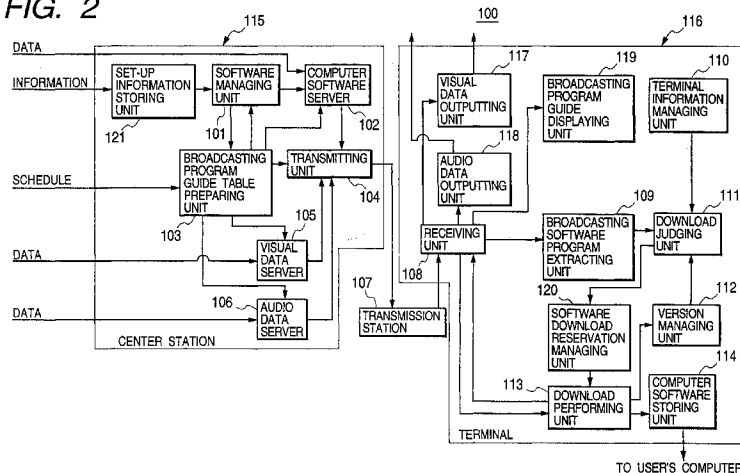 FIG. 2
115
100
116
DATA
INFORMATION
SET-UP
INFORMATION
STORING
UNIT
121
SOFTWARE
MANAGING
UNIT
101
COMPUTER
SOFTWARE
SERVER
102
SCHEDULE
BROADCASTING
PROGRAM
GUIDE TABLE
PREPARING
UNIT
103
TRANSMITTING
UNIT
104
DATA
105
VISUAL
DATA
SERVER
DATA
106
AUDIO
DATA
SERVER
CENTER STATION
107
TRANSMISSION
STATION
117
VISUAL
DATA
OUTPUTTING
UNIT
118
AUDIO
DATA
OUTPUTTING
UNIT
119
BROADCASTING
PROGRAM
GUIDE
DISPLAYING
UNIT
110
TERMINAL
INFORMATION
MANAGING
UNIT
RECEIVING
UNIT
108
109
BROADCASTING
SOFTWARE
PROGRAM
EXTRACTING
UNIT
111
DOWNLOAD
JUDGING
UNIT
120
SOFTWARE
DOWNLOAD
RESERVATION
MANAGING
UNIT
112
VERSION
MANAGING
UNIT
113
DOWNLOAD
PERFORMING
UNIT
114
COMPUTER
SOFTWARE
STORING
UNIT
TERMINAL
TO USER'S COMPUTER